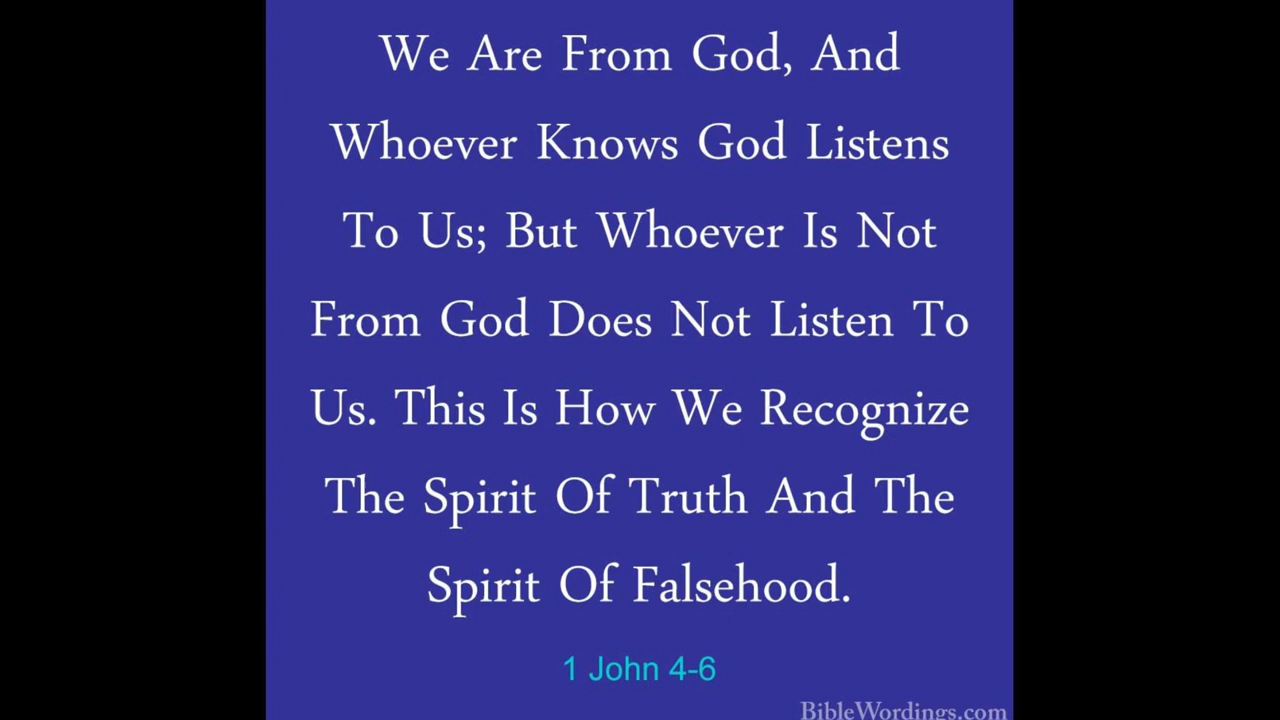 We Are From God, And
Whoever Knows God Listens
To Us; But Whoever Is Not
From God Does Not Listen To
Us. This Is How We Recognize
The Spirit Of Truth And The
Spirit Of Falsehood.
1 John 4-6
BibleWordings.com